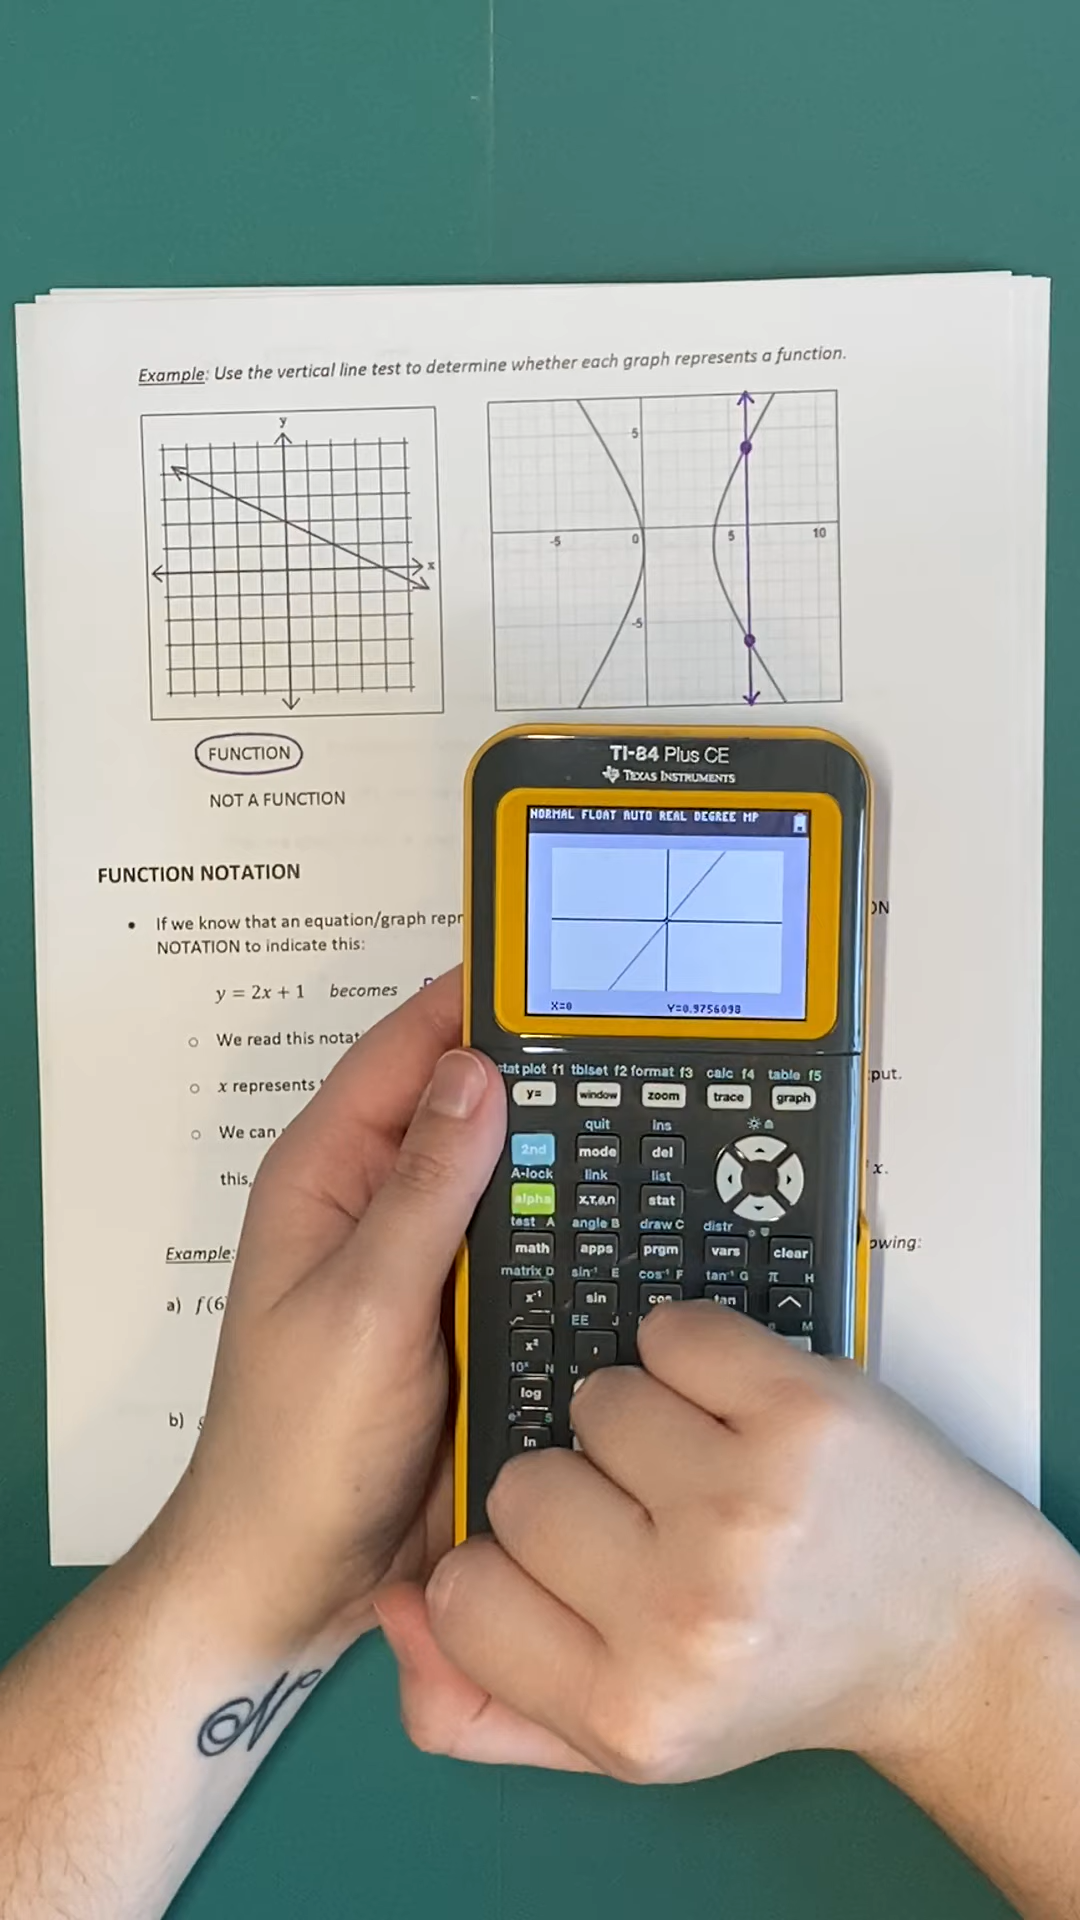 Example: Use the vertical line test to determine whether each graph represents a function.
y
x
5
-5
0
5
10
-5
FUNCTION
NOT A FUNCTION
FUNCTION NOTATION
• If we know that an equation/graph repr
NOTATION to indicate this:
y = 2x + 1 becomes
o We read this notat
o x represents
put.
o We can
x.
this,
Example:
owing:
a) f(6
b)
TI-84 Plus CE
TEXAS INSTRUMENTS
NORMAL FLOAT AUTO REAL DEGREE MP
X=0 Y=0.9756098
stat plot f1 tblset f2 format f3 calc f4 table f5
y= window zoom trace graph
quit ins
2nd mode del
A-lock link list
alpha X,T,θ,n stat
test A angle B draw C distr
math apps prgm vars clear
matrix D sin⁻¹ E cos⁻¹ F tan⁻¹ G π H
x⁻¹ sin cos tan ^
EE J M
x² ,
10ˣ N u
log
eˣ S
ln